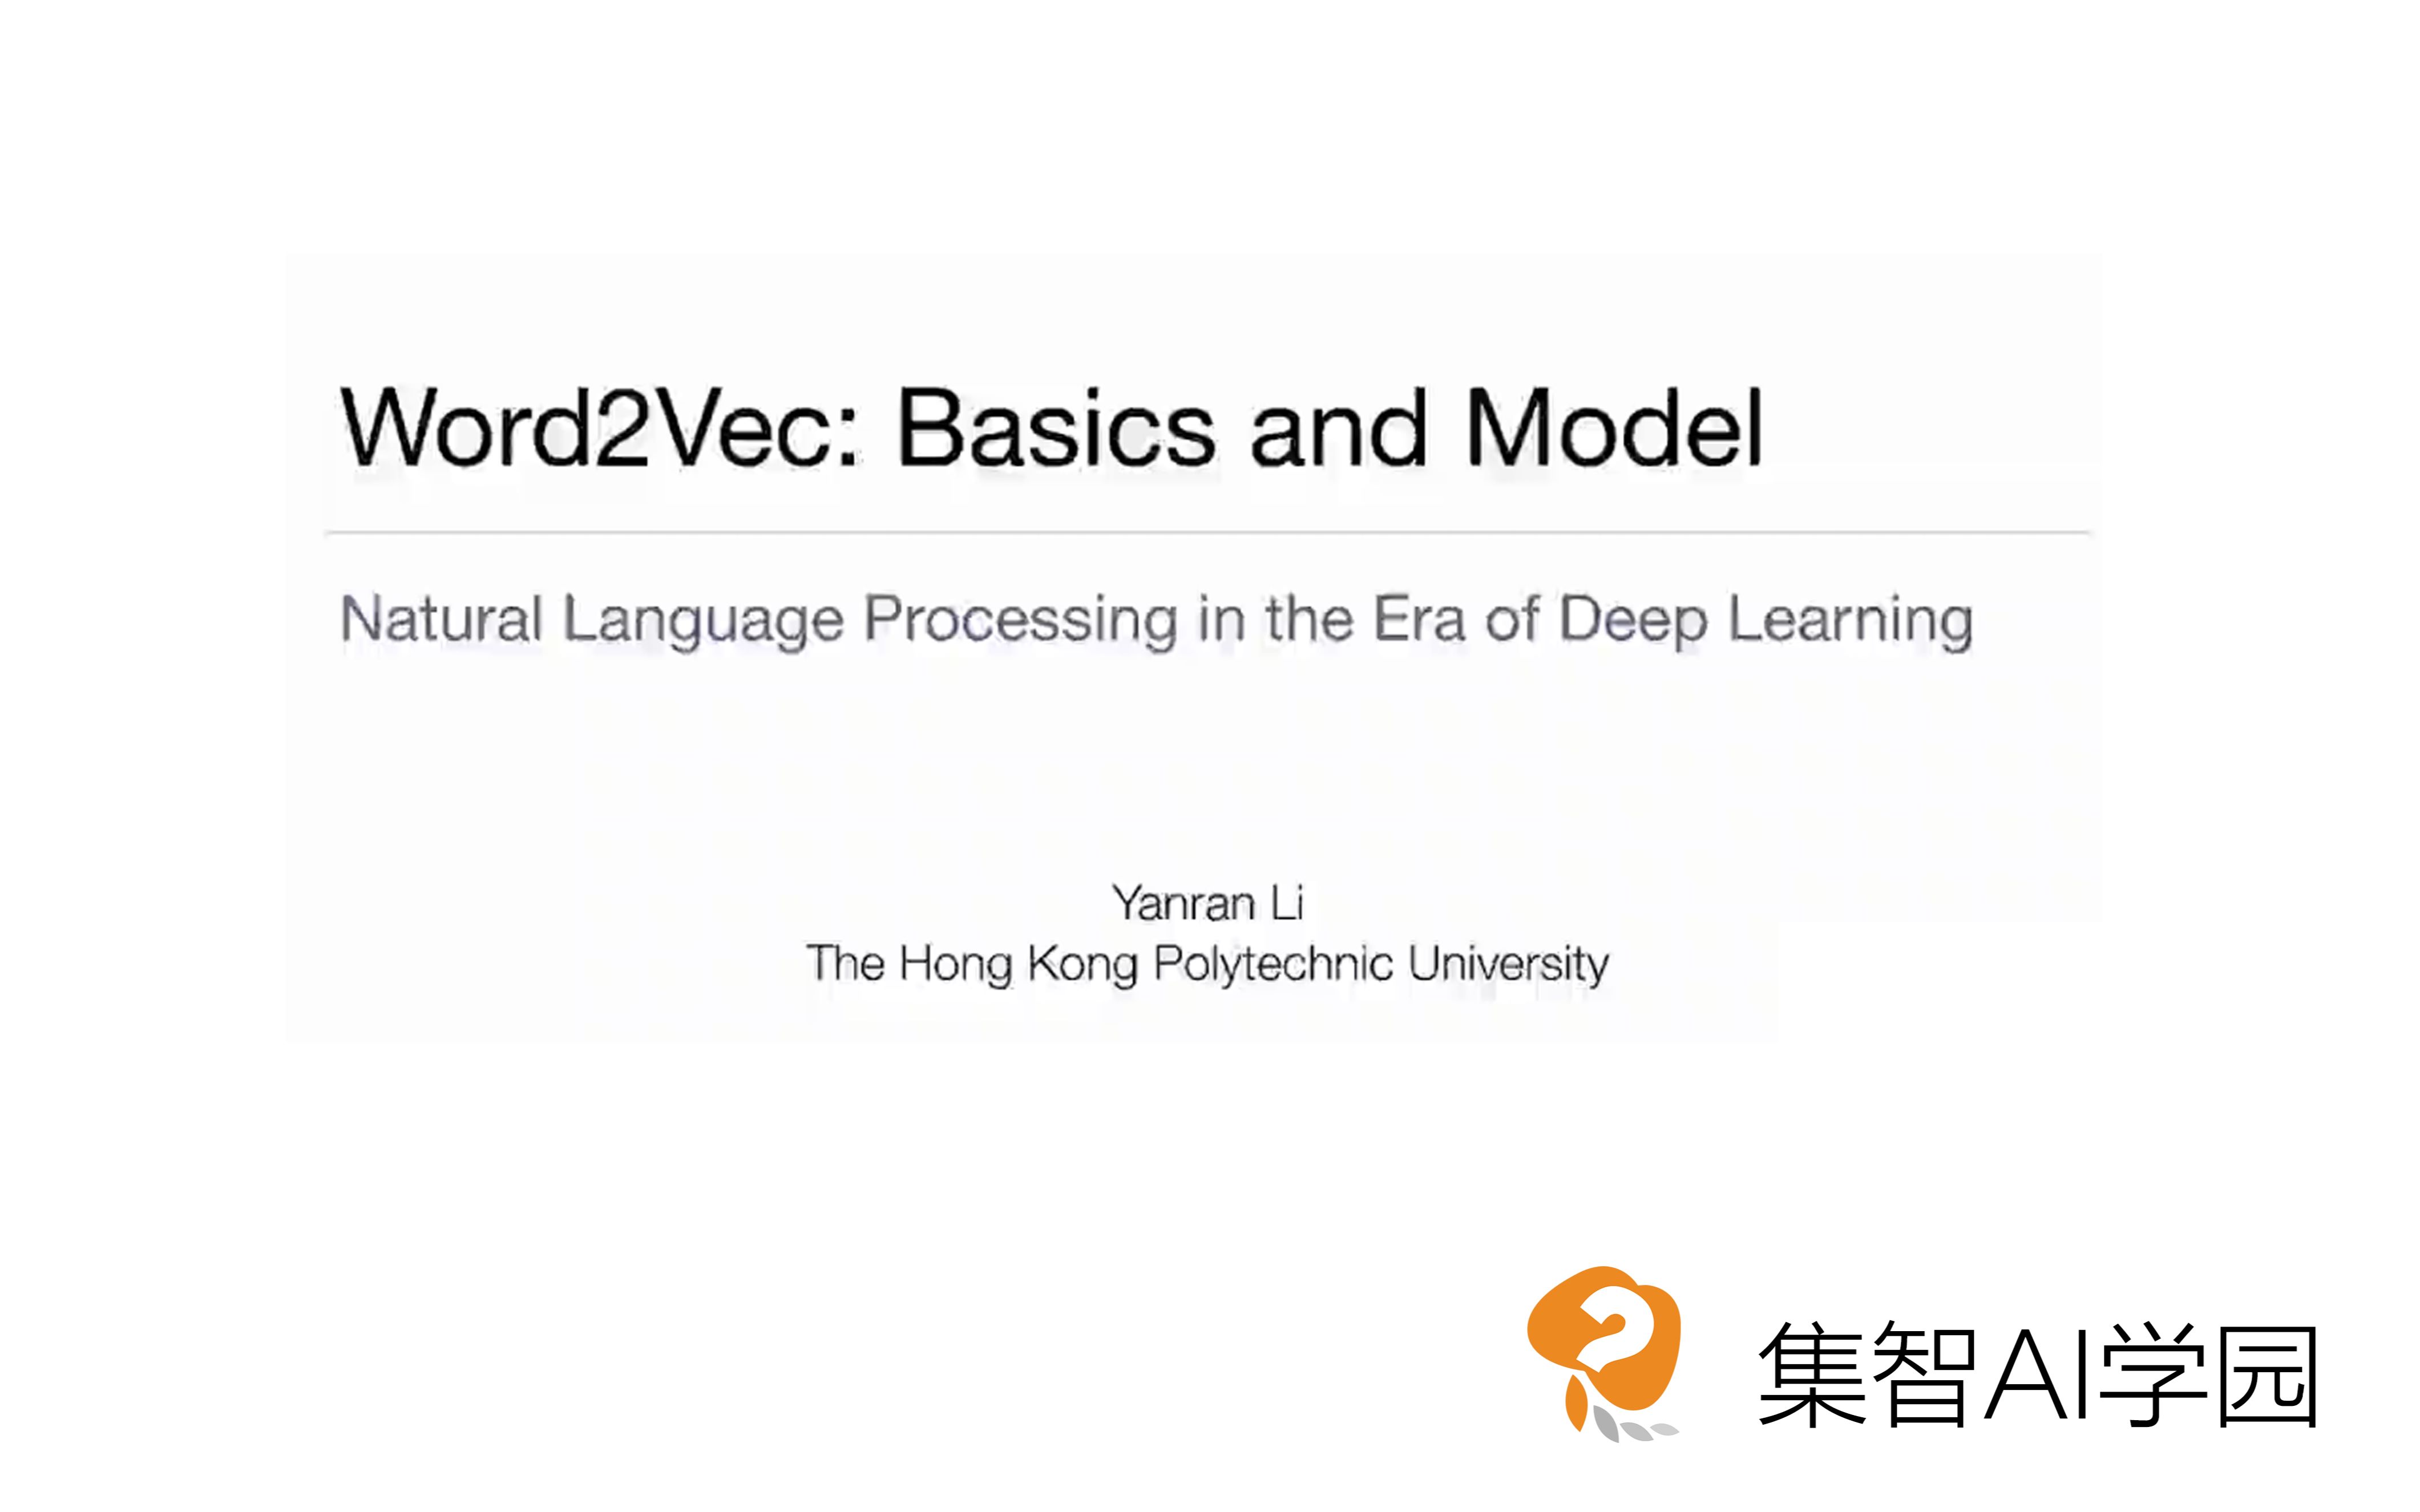 Word2Vec: Basics and Model
Natural Language Processing in the Era of Deep Learning
Yanran Li
The Hong Kong Polytechnic University
集智AI学园